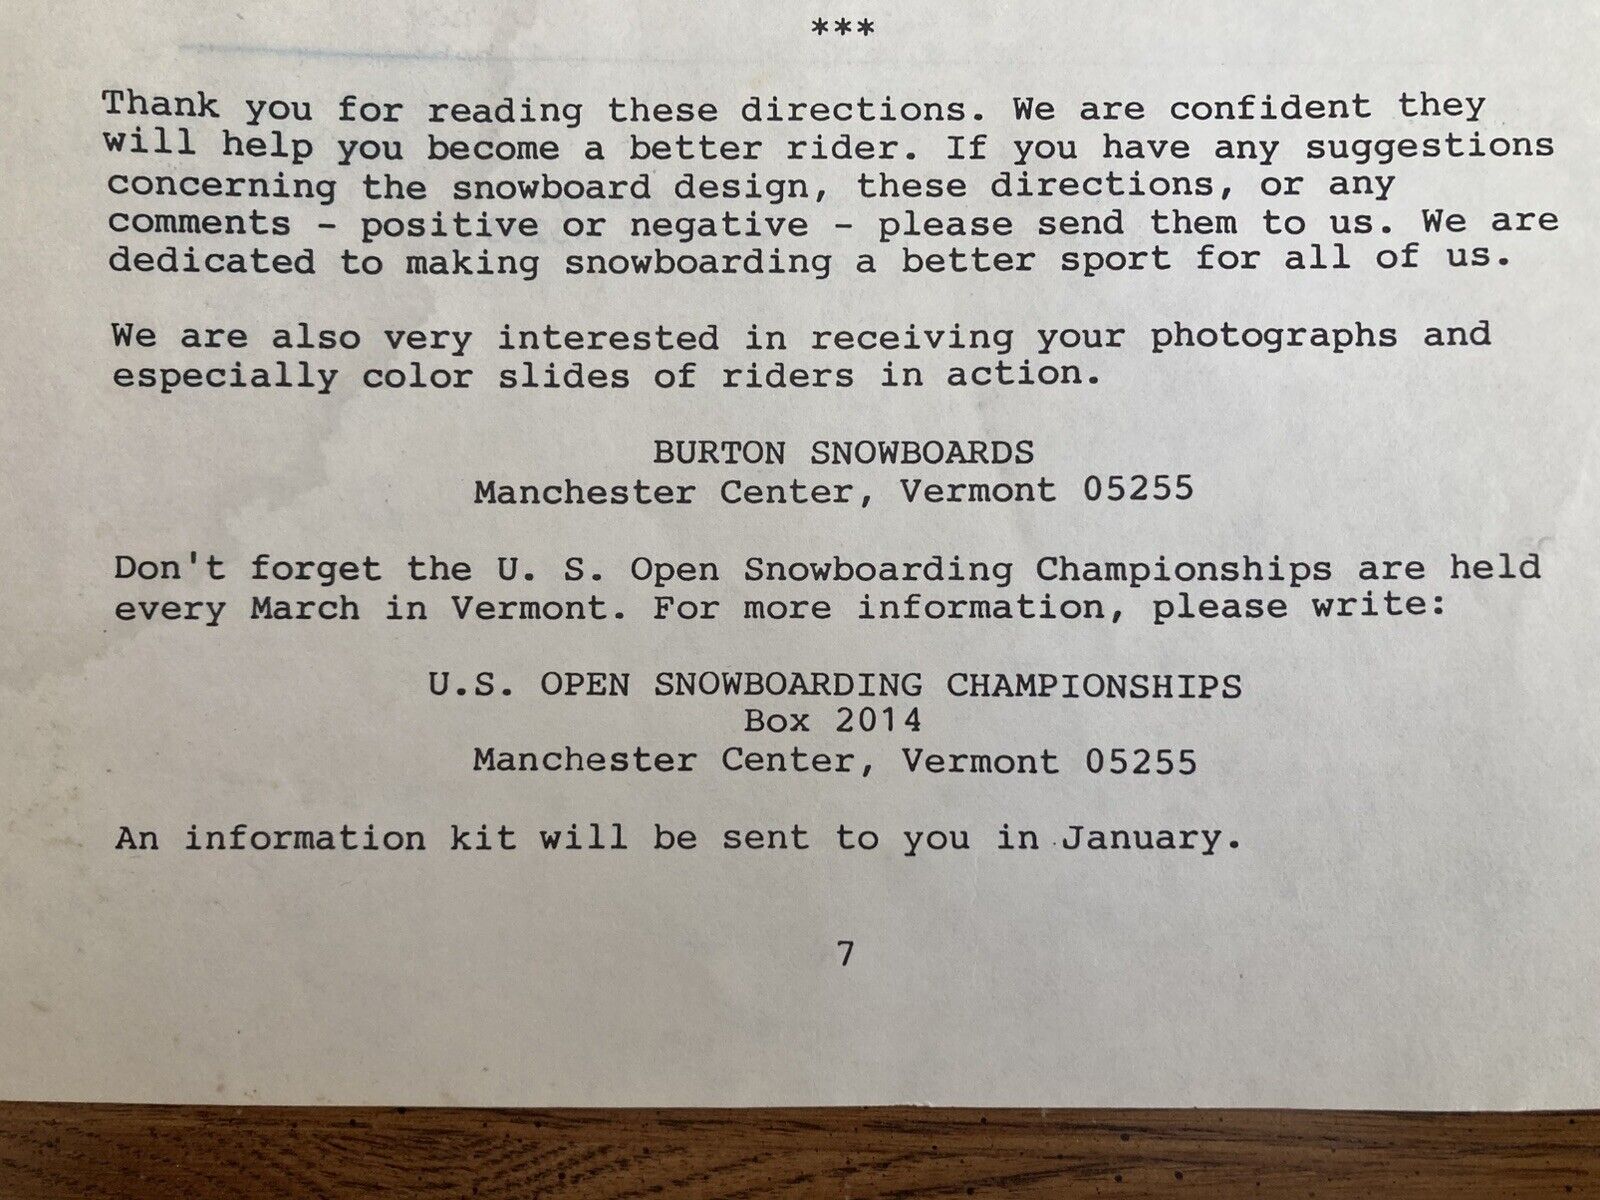 ***
Thank you for reading these directions. We are confident they
will help you become a better rider. If you have any suggestions
concerning the snowboard design, these directions, or any
comments - positive or negative - please send them to us. We are
dedicated to making snowboarding a better sport for all of us.
We are also very interested in receiving your photographs and
especially color slides of riders in action.
BURTON SNOWBOARDS
Manchester Center, Vermont 05255
Don't forget the U. S. Open Snowboarding Championships are held
every March in Vermont. For more information, please write:
U.S. OPEN SNOWBOARDING CHAMPIONSHIPS
Box 2014
Manchester Center, Vermont 05255
An information kit will be sent to you in January.
7